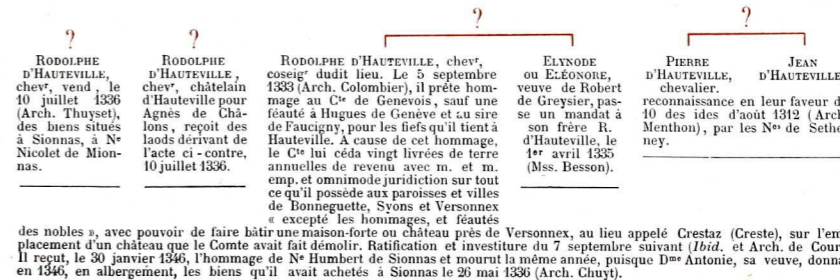 ?
?
?
?
RODOLPHE
D'HAUTEVILLE,
chevr, vend, le
10 juillet 1336
(Arch. Thuyset),
des biens situés
à Sionnas, à Ne
Nicolet de Mion-
nas.
RODOLPHE
D'HAUTEVILLE,
chevr, châtelain
d'Hauteville pour
Agnès de Châ-
lons, reçoit des
laods dérivant de
l'acte ci-contre,
10 juillet 1336.
RODOLPHE D'HAUTEVILLE, chevr,
coseigr dudit lieu. Le 5 septembre
1333 (Arch. Colombier), il prête hom-
mage au Cte de Genevois, sauf une
féauté à Hugues de Genève et au sire
de Faucigny, pour les fiefs qu'il tient à
Hauteville. A cause de cet hommage,
le Cte lui céda vingt livrées de terre
annuelles de revenu avec m. et m.
emp. et omnimode juridiction sur tout
ce qu'il possède aux paroisses et villes
de Bonneguette, Syons et Versonnex
« excepté les hommages, et féautés
des nobles », avec pouvoir de faire bâtir une maison-forte ou château près de Versonnex, au lieu appelé Crestaz (Creste), sur l'em
placement d'un château que le Comte avait fait démolir. Ratification et investiture du 7 septembre suivant (Ibid. et Arch. de Cour
Il reçut, le 30 janvier 1346, l'hommage de Ne Humbert de Sionnas et mourut la même année, puisque Dme Antonie, sa veuve, donn
en 1346, en albergement, les biens qu'il avait achetés à Sionnas le 26 mai 1336 (Arch. Chuyt).
ELYNODE
ou ELÉONORE,
veuve de Robert
de Greysier, pas-
se un mandat à
son frère R.
d'Hauteville, le
1er avril 1335
(Mss. Besson).
PIERRE
D'HAUTEVILLE,
chevalier.
JEAN
D'HAUTEVILLE
reconnaissance en leur faveur d
10 des ides d'août 1312 (Arch
Menthon), par les Nes de Sethe
ney.